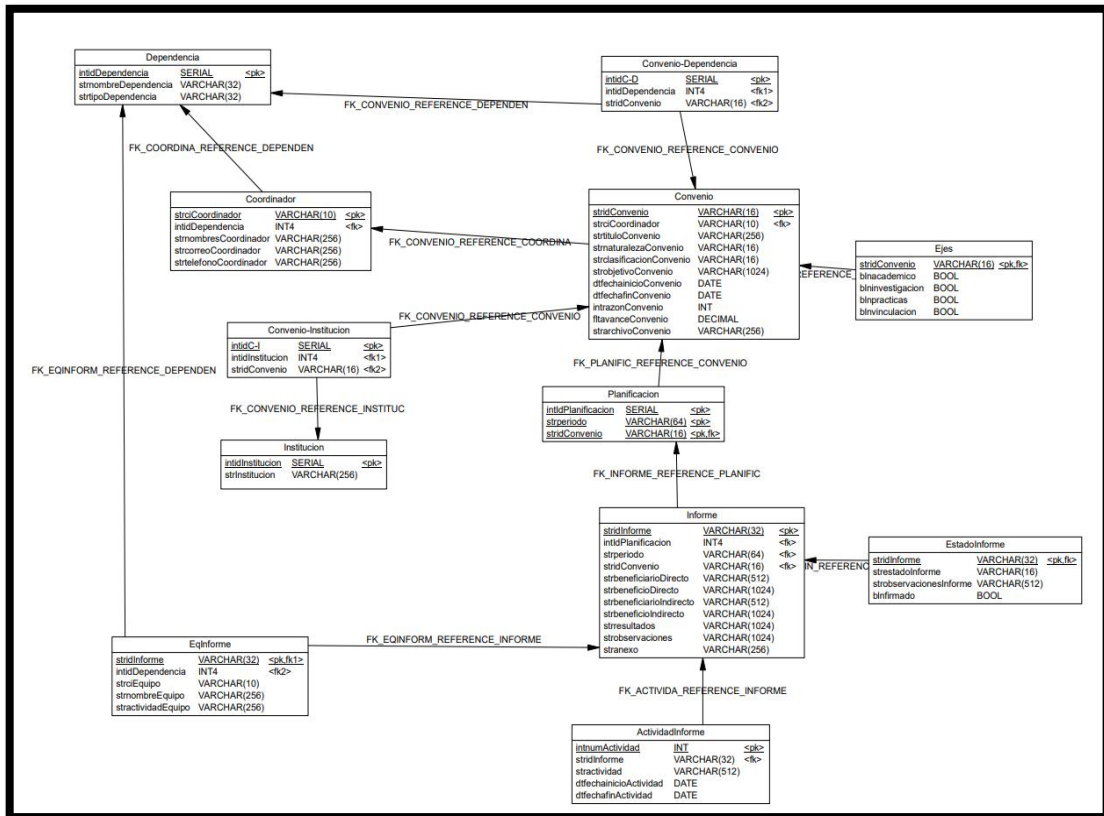 Dependencia
intidDependencia SERIAL <pk>
strnombreDependencia VARCHAR(32)
strtipoDependencia VARCHAR(32)
Convenio-Dependencia
intidC-D SERIAL <pk>
intidDependencia INT4 <fk1>
stridConvenio VARCHAR(16) <fk2>
FK_CONVENIO_REFERENCE_DEPENDEN
FK_COORDINA_REFERENCE_DEPENDEN
FK_CONVENIO_REFERENCE_CONVENIO
Coordinador
strciCoordinador VARCHAR(10) <pk>
intidDependencia INT4 <fk>
strnombresCoordinador VARCHAR(256)
strcorreoCoordinador VARCHAR(256)
strtelefonoCoordinador VARCHAR(256)
FK_CONVENIO_REFERENCE_COORDINA
Convenio
stridConvenio VARCHAR(16) <pk>
strciCoordinador VARCHAR(10) <fk>
strtituloConvenio VARCHAR(256)
strnaturalezaConvenio VARCHAR(16)
strclasificacionConvenio VARCHAR(16)
strobjetivoConvenio VARCHAR(1024)
dtfechainicioConvenio DATE
dtfechafinConvenio DATE
intrazonConvenio INT
fltavanceConvenio DECIMAL
strarchivoConvenio VARCHAR(256)
REFERENCE_
Ejes
stridConvenio VARCHAR(16) <pk,fk>
blnacademico BOOL
blninvestigacion BOOL
blnpracticas BOOL
blnvinculacion BOOL
FK_CONVENIO_REFERENCE_CONVENIO
Convenio-Institucion
intidC-I SERIAL <pk>
intidInstitucion INT4 <fk1>
stridConvenio VARCHAR(16) <fk2>
FK_EQINFORM_REFERENCE_DEPENDEN
FK_PLANIFIC_REFERENCE_CONVENIO
FK_CONVENIO_REFERENCE_INSTITUC
Planificacion
intIdPlanificacion SERIAL <pk>
strperiodo VARCHAR(64) <pk>
stridConvenio VARCHAR(16) <pk,fk>
Institucion
intidInstitucion SERIAL <pk>
strInstitucion VARCHAR(256)
FK_INFORME_REFERENCE_PLANIFIC
Informe
stridInforme VARCHAR(32) <pk>
intIdPlanificacion INT4 <fk>
strperiodo VARCHAR(64) <fk>
stridConvenio VARCHAR(16) <fk>
strbeneficiarioDirecto VARCHAR(512)
strbeneficioDirecto VARCHAR(1024)
strbeneficiarioIndirecto VARCHAR(512)
strbeneficioIndirecto VARCHAR(1024)
strresultados VARCHAR(1024)
strobservaciones VARCHAR(1024)
stranexo VARCHAR(256)
IN_REFERENC
EstadoInforme
stridInforme VARCHAR(32) <pk,fk>
strestadoInforme VARCHAR(16)
strobservacionesInforme VARCHAR(512)
blnfirmado BOOL
FK_EQINFORM_REFERENCE_INFORME
EqInforme
stridInforme VARCHAR(32) <pk,fk1>
intidDependencia INT4 <fk2>
strciEquipo VARCHAR(10)
strnombreEquipo VARCHAR(256)
stractividadEquipo VARCHAR(256)
FK_ACTIVIDA_REFERENCE_INFORME
ActividadInforme
intnumActividad INT <pk>
stridInforme VARCHAR(32) <fk>
stractividad VARCHAR(512)
dtfechainicioActividad DATE
dtfechafinActividad DATE